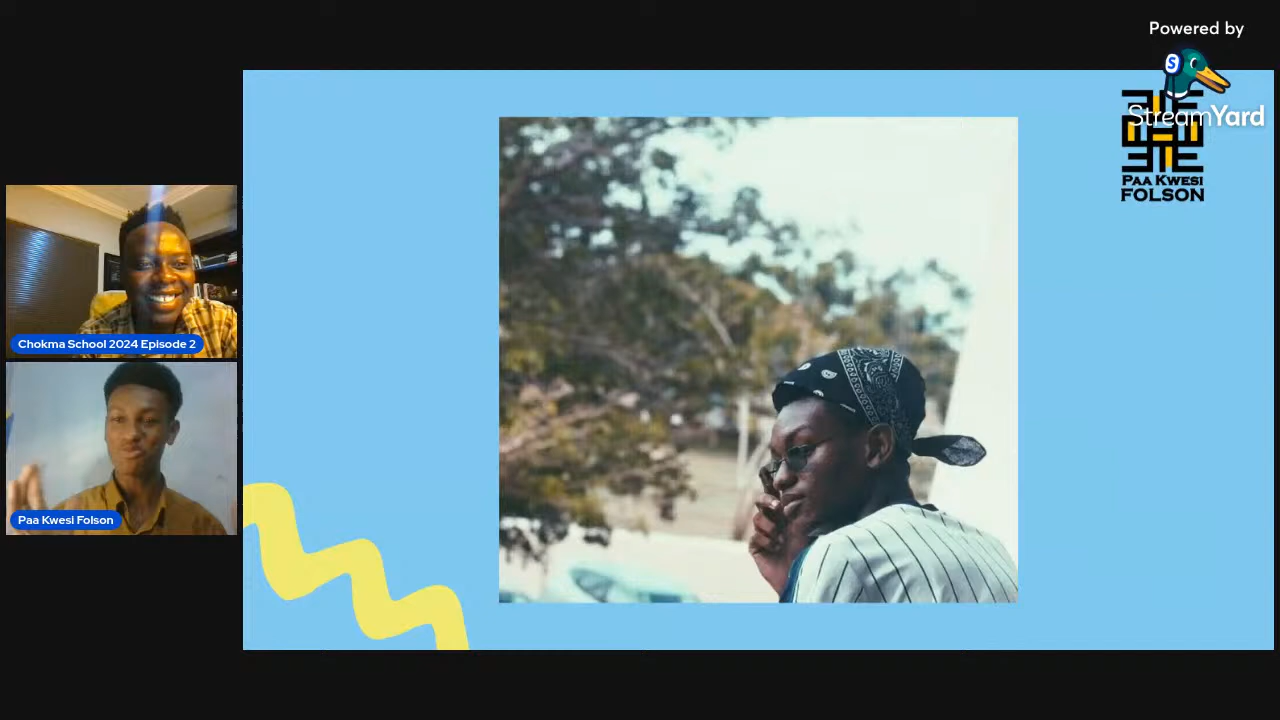 Powered by
S
StreamYard
PAA KWESI
FOLSON
Chokma School 2024 Episode 2
Paa Kwesi Folson